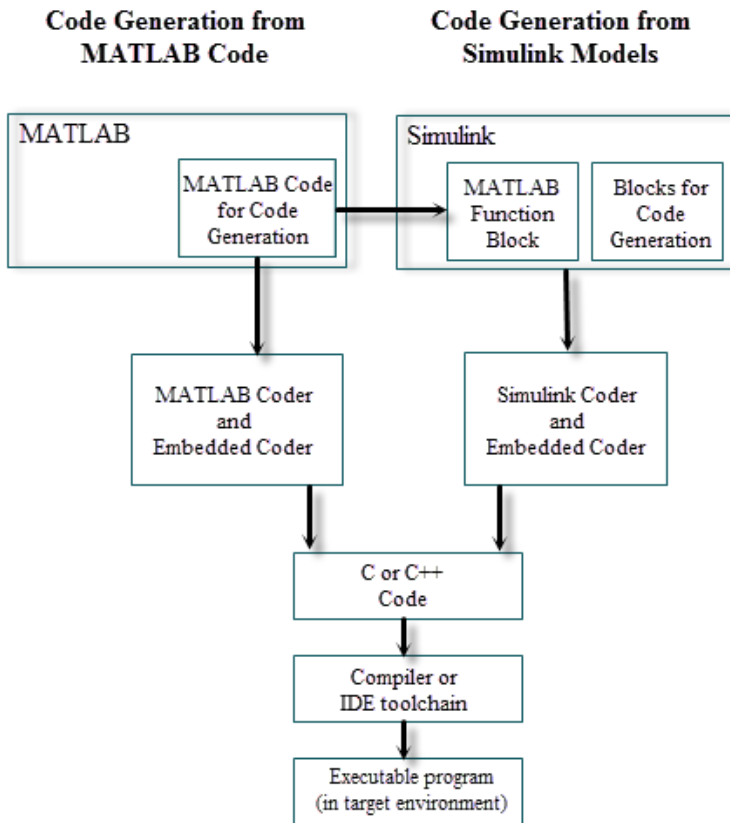 Code Generation from
MATLAB Code
Code Generation from
Simulink Models
MATLAB
MATLAB Code
for Code
Generation
Simulink
MATLAB
Function
Block
Blocks for
Code
Generation
MATLAB Coder
and
Embedded Coder
Simulink Coder
and
Embedded Coder
C or C++
Code
Compiler or
IDE toolchain
Executable program
(in target environment)